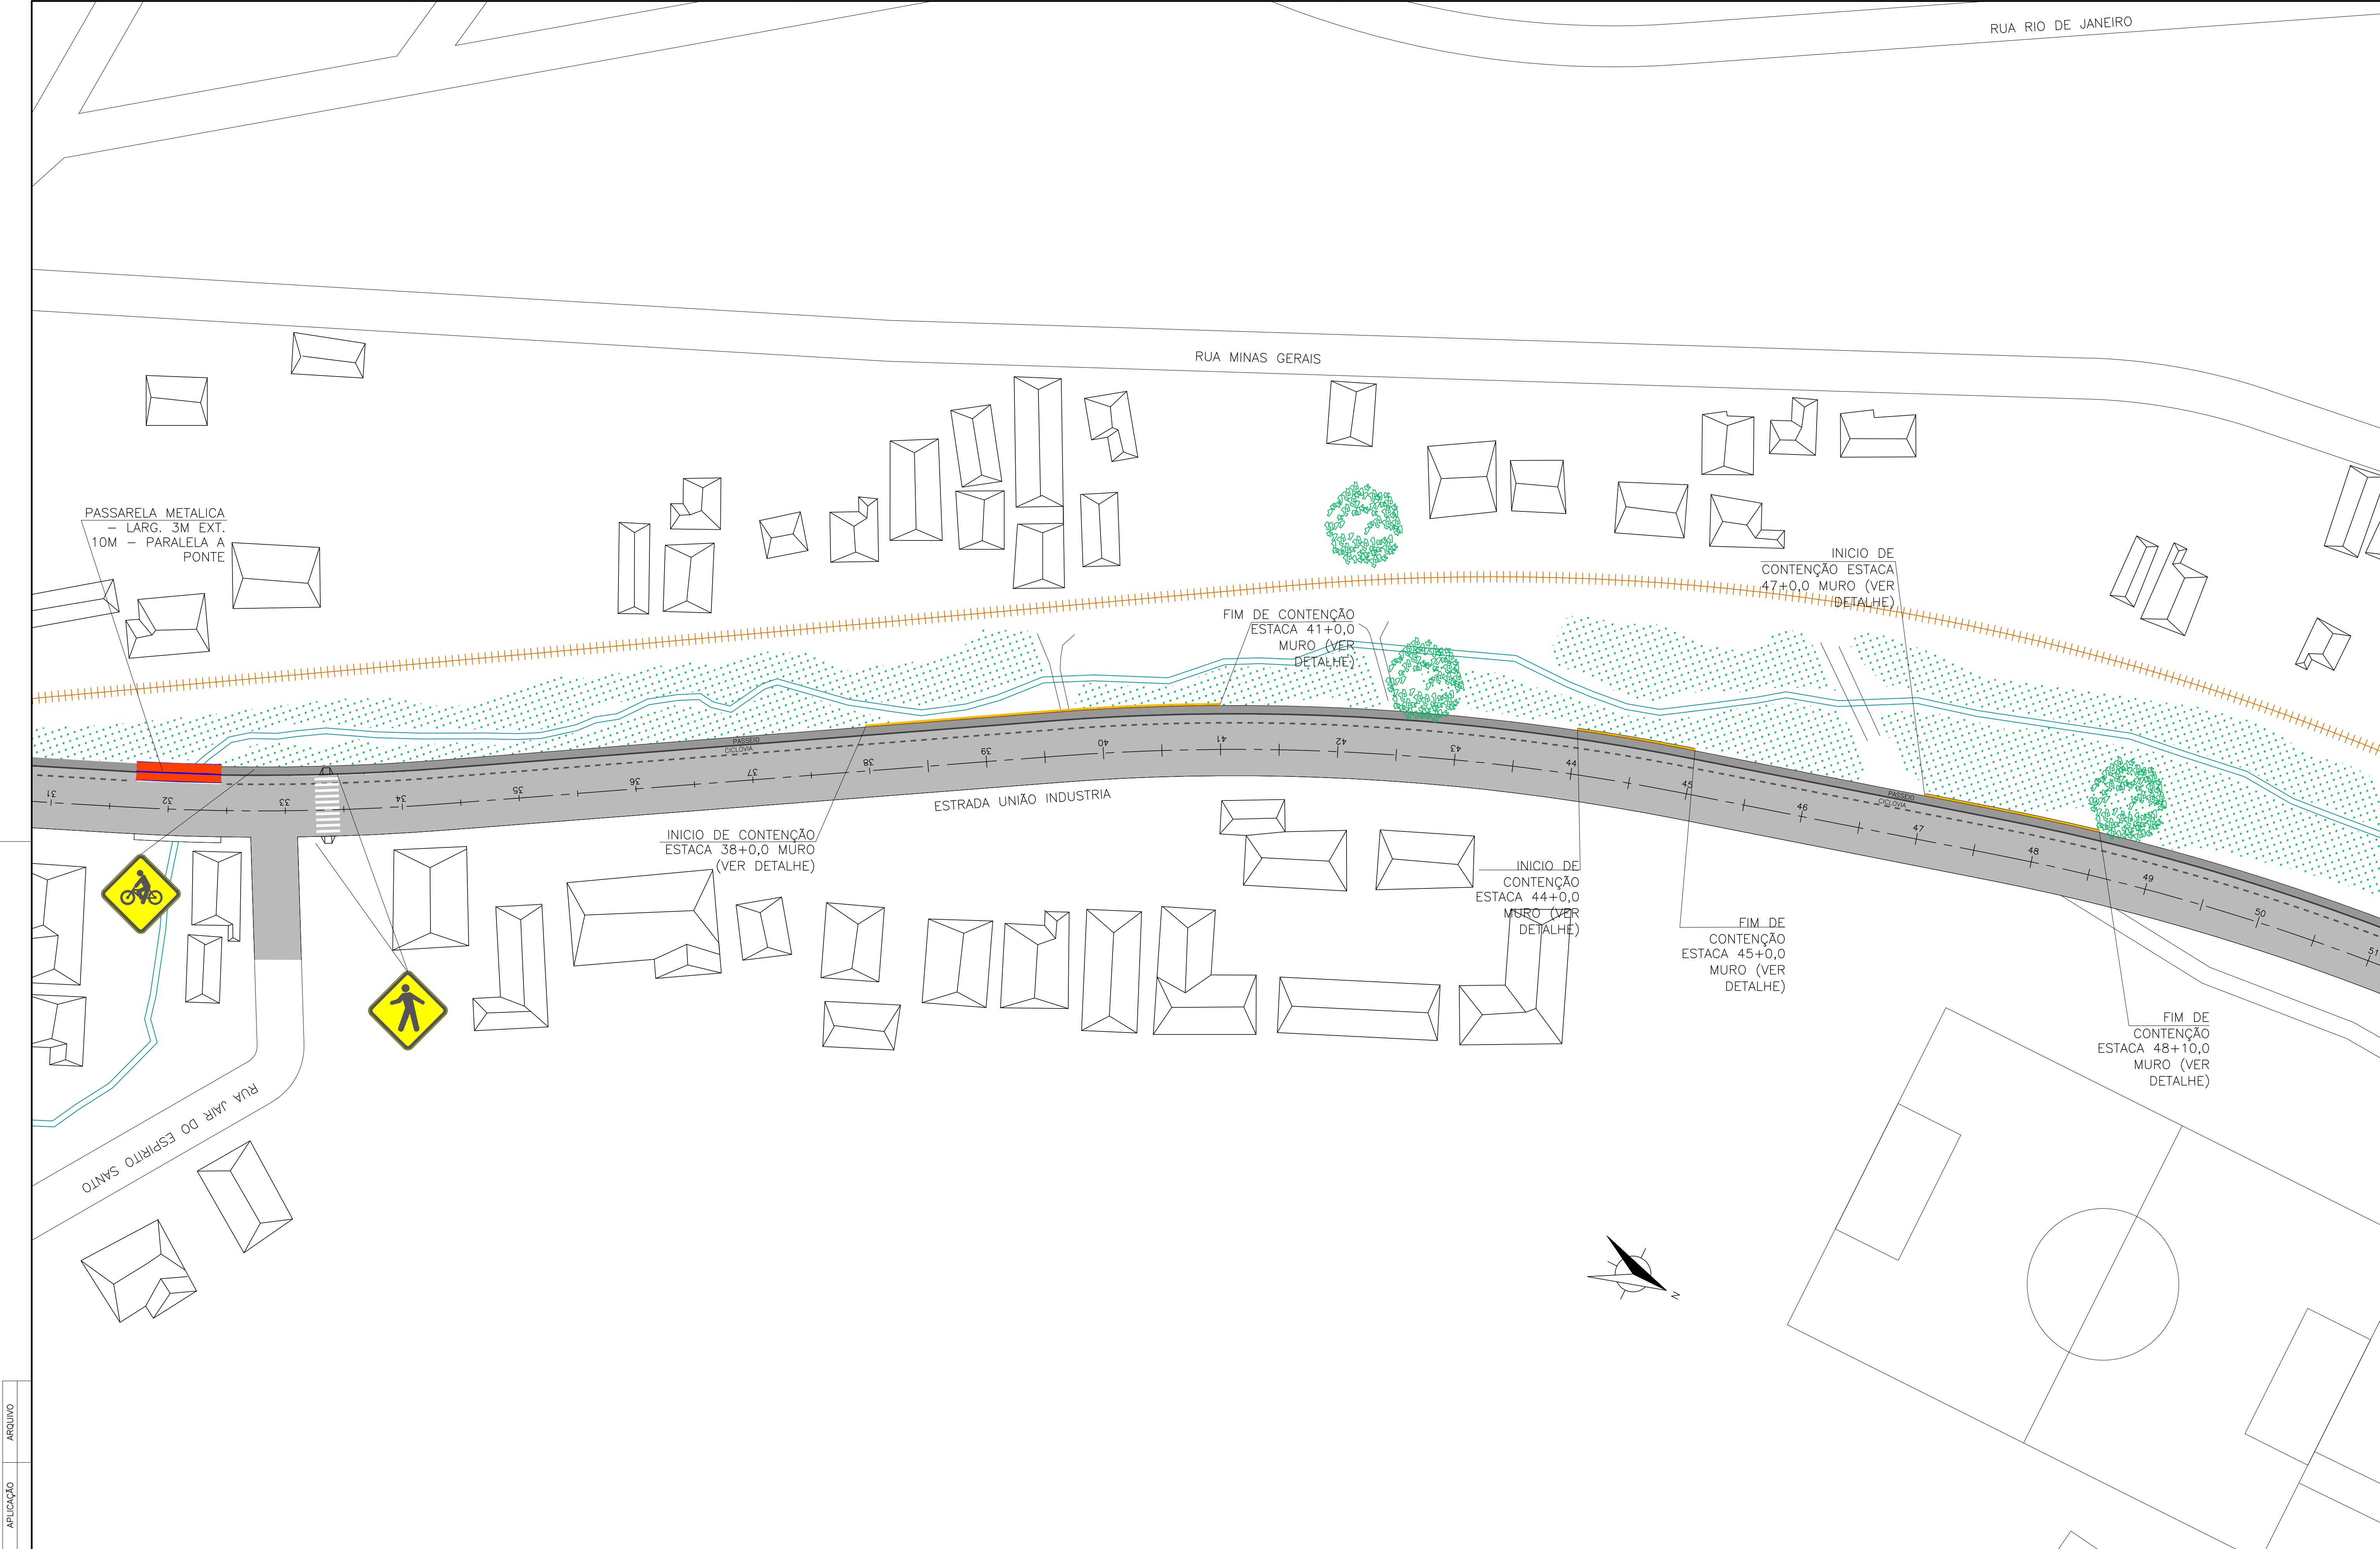 RUA RIO DE JANEIRO
RUA MINAS GERAIS
PASSARELA METALICA
– LARG. 3M EXT.
10M – PARALELA A
PONTE
INICIO DE
CONTENÇÃO ESTACA
47+0,0 MURO (VER
DETALHE)
FIM DE CONTENÇÃO
ESTACA 41+0,0
MURO (VER
DETALHE)
PASSEIO
CICLOVIA
31
32
33
34
35
36
37
38
39
40
41
42
43
44
45
46
47
48
49
50
51
PASSEIO
CICLOVIA
ESTRADA UNIÃO INDUSTRIA
INICIO DE CONTENÇÃO
ESTACA 38+0,0 MURO
(VER DETALHE)
INICIO DE
CONTENÇÃO
ESTACA 44+0,0
MURO (VER
DETALHE)
FIM DE
CONTENÇÃO
ESTACA 45+0,0
MURO (VER
DETALHE)
FIM DE
CONTENÇÃO
ESTACA 48+10,0
MURO (VER
DETALHE)
RUA JAIR DO ESPIRITO SANTO
N
ARQUIVO
APLICAÇÃO